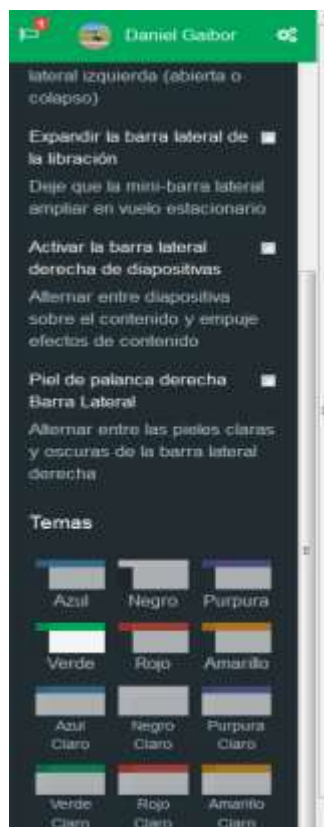 1
Daniel Gaibor
lateral izquierda (abierta o
colapso)
Expandir la barra lateral de
la libración
Deje que la mini-barra lateral
ampliar en vuelo estacionario
Activar la barra lateral
derecha de diapositivas
Alternar entre diapositiva
sobre el contenido y empuje
efectos de contenido
Piel de palanca derecha
Barra Lateral
Alternar entre las pieles claras
y oscuras de la barra lateral
derecha
Temas
Azul Negro Purpura
Verde Rojo Amarillo
Azul Negro Purpura
Claro Claro Claro
Verde Rojo Amarillo
Claro Claro Claro